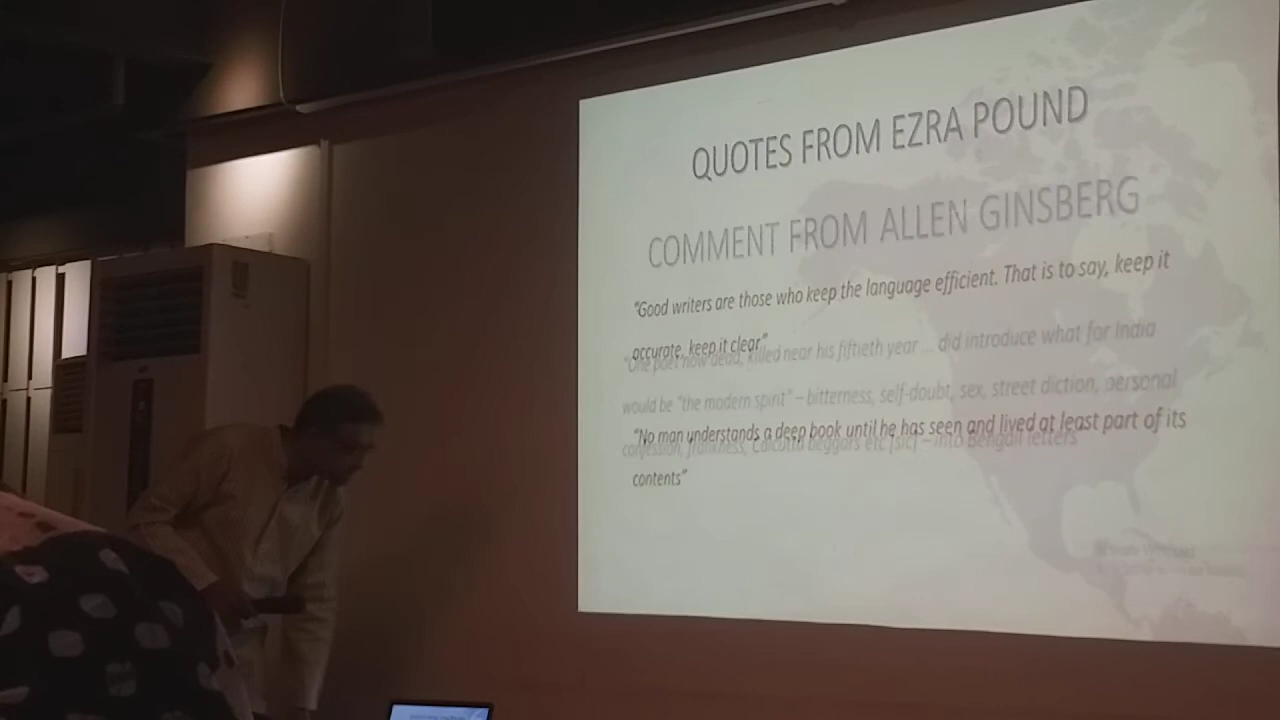 QUOTES FROM EZRA POUND
COMMENT FROM ALLEN GINSBERG
"Good writers are those who keep the language efficient. That is to say, keep it
accurate, keep it clear"
"One poet now dead, killed near his fiftieth year ... did introduce what for India
would be "the modern spirit" – bitterness, self-doubt, sex, street diction, personal
"No man understands a deep book until he has seen and lived at least part of its
confession, frankness, Calcutta beggars etc [sic] – into Bengali letters
contents"